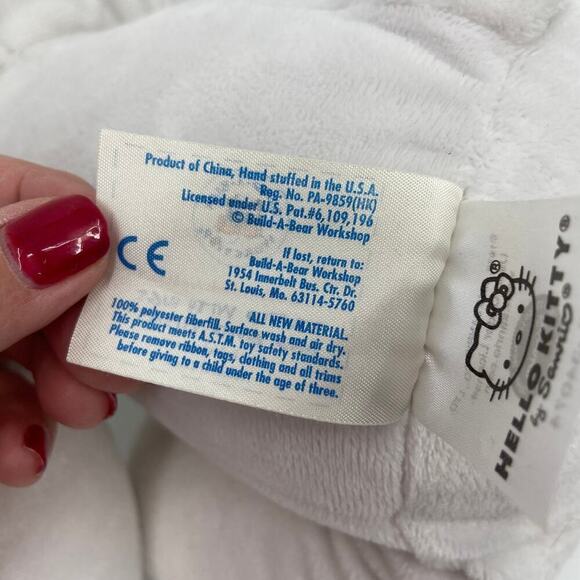 Product of China, Hand stuffed in the U.S.A.
Reg. No. PA-9859(HK)
Licensed under U.S. Pat.#6,109,196
© Build-A-Bear Workshop
CE
If lost, return to:
Build-A-Bear Workshop
1954 Innerbelt Bus. Ctr. Dr.
St. Louis, Mo. 63114-5760
ALL NEW MATERIAL.
100% polyester fiberfill. Surface wash and air dry.
This product meets A.S.T.M. toy safety standards.
Please remove ribbon, tags, clothing and all trims
before giving to a child under the age of three.
HELLO KITTY®
by Sanrio®